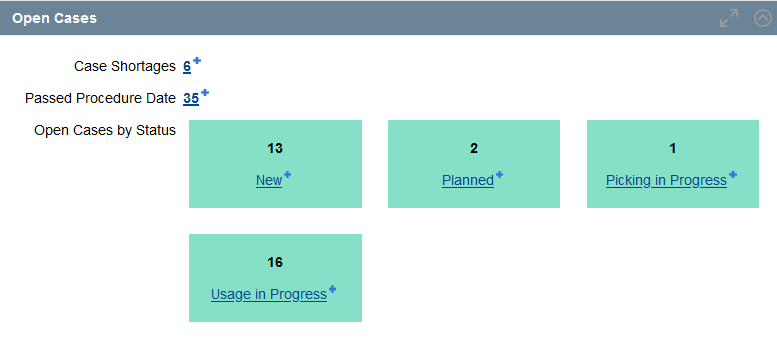 Open Cases
Case Shortages 6+
Passed Procedure Date 35+
Open Cases by Status
13
New+
2
Planned+
1
Picking in Progress+
16
Usage in Progress+